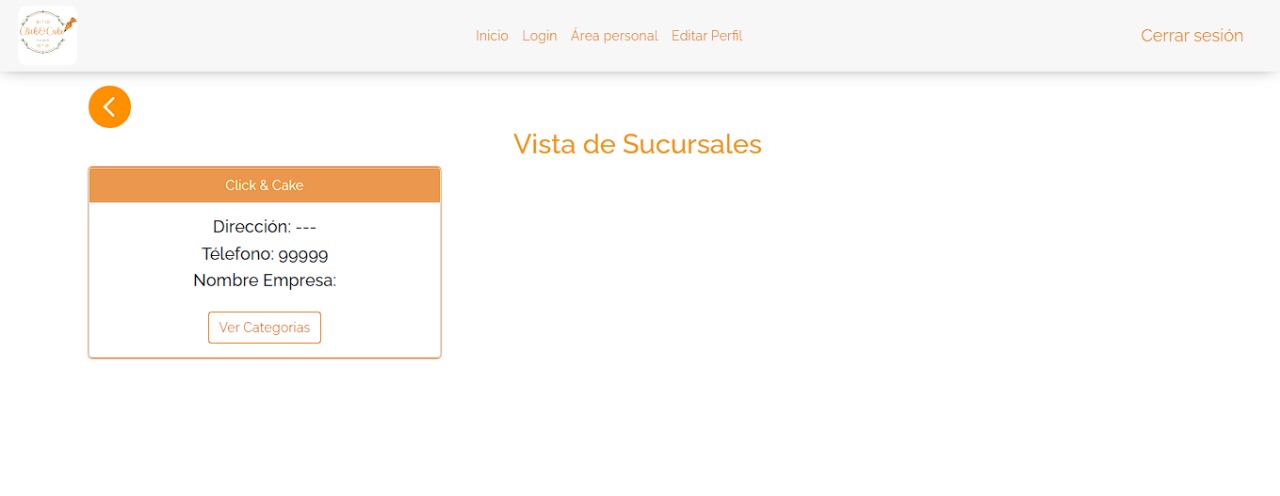 Click & Cake
Inicio Login Área personal Editar Perfil Cerrar sesión
Vista de Sucursales
Click & Cake
Dirección: ---
Télefono: 99999
Nombre Empresa:
Ver Categorias